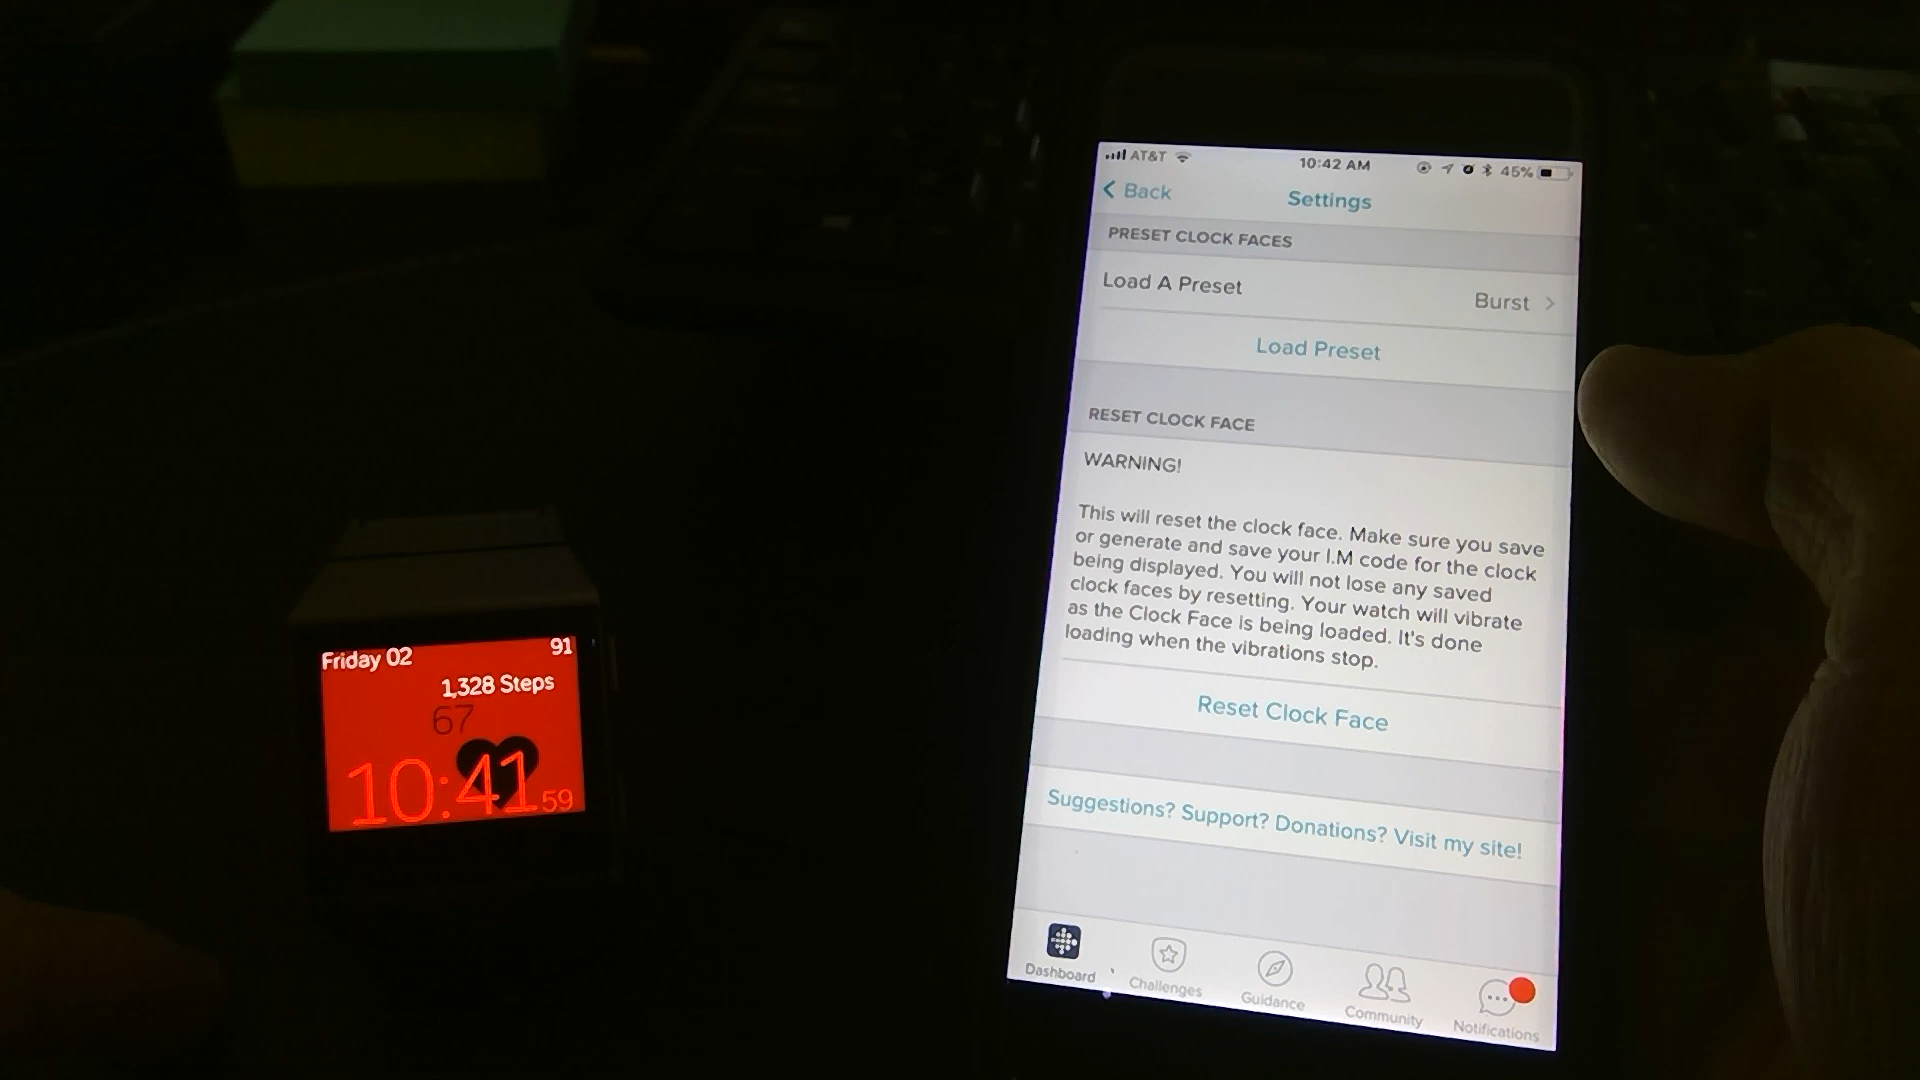 Friday 02
91
1,328 Steps
67
10:41 59
AT&T 10:42 AM 45%
Back Settings
PRESET CLOCK FACES
Load A Preset Burst
Load Preset
RESET CLOCK FACE
WARNING!
This will reset the clock face. Make sure you save
or generate and save your I.M code for the clock
being displayed. You will not lose any saved
clock faces by resetting. Your watch will vibrate
as the Clock Face is being loaded. It's done
loading when the vibrations stop.
Reset Clock Face
Suggestions? Support? Donations? Visit my site!
Dashboard Challenges Guidance Community Notifications